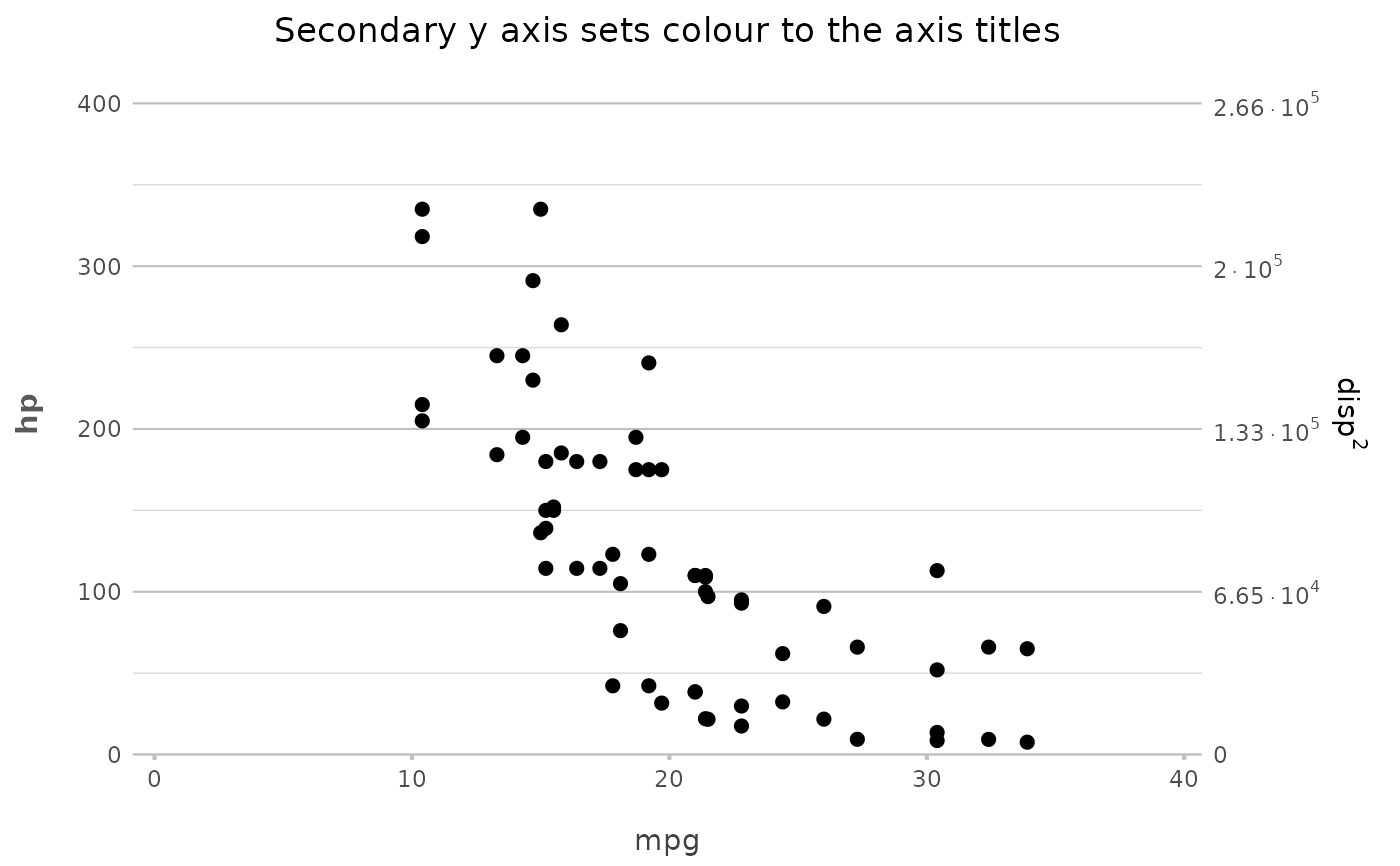 Secondary y axis sets colour to the axis titles
400
300
200
100
0
hp
2.66·10⁵
2·10⁵
1.33·10⁵
6.65·10⁴
0
disp²
0 10 20 30 40
mpg